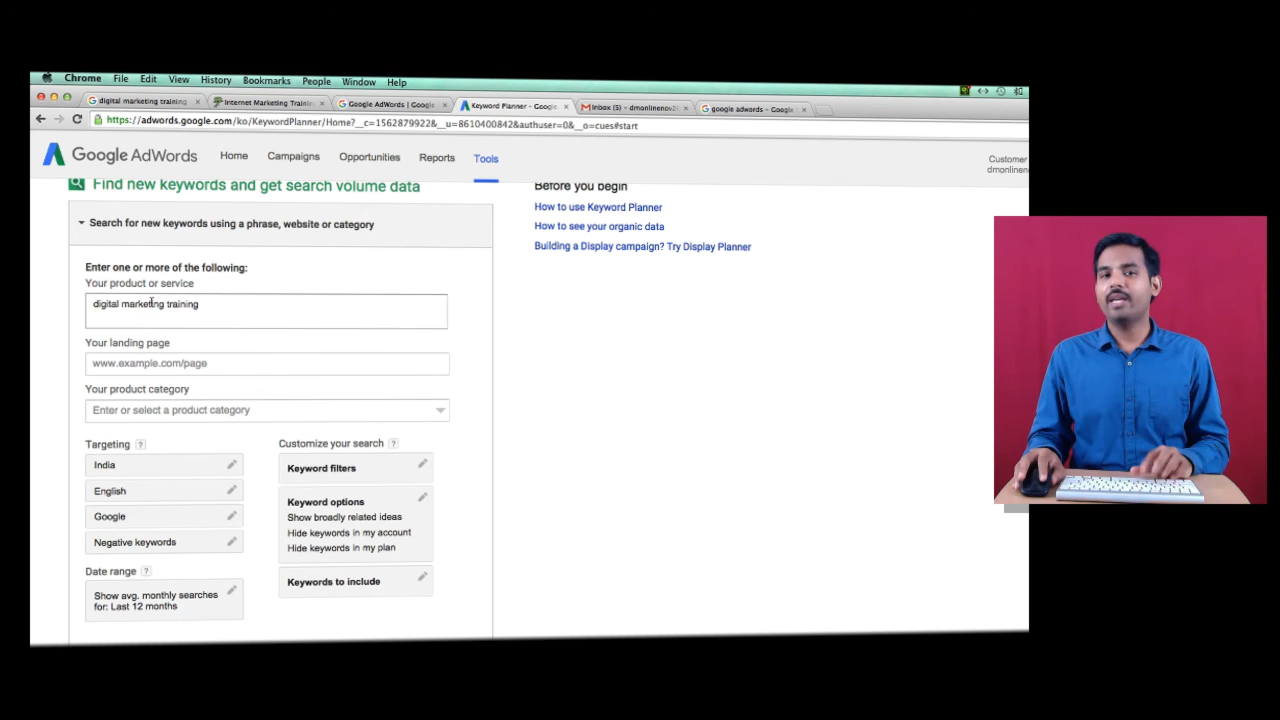 Chrome File Edit View History Bookmarks People Window Help
digital marketing training
Internet Marketing Trainin
Google AdWords | Google
Keyword Planner - Google
Inbox (5) - dmonlinenov2
google adwords - Google
https://adwords.google.com/ko/KeywordPlanner/Home?__c=1562879922&__u=8610400842&authuser=0&__o=cues#start
Google AdWords
Home Campaigns Opportunities Reports Tools
Customer
dmonlinen
Find new keywords and get search volume data
Search for new keywords using a phrase, website or category
Enter one or more of the following:
Your product or service
digital marketing training
Your landing page
www.example.com/page
Your product category
Enter or select a product category
Targeting ?
India
English
Google
Negative keywords
Date range ?
Show avg. monthly searches
for: Last 12 months
Customize your search ?
Keyword filters
Keyword options
Show broadly related ideas
Hide keywords in my account
Hide keywords in my plan
Keywords to include
Before you begin
How to use Keyword Planner
How to see your organic data
Building a Display campaign? Try Display Planner